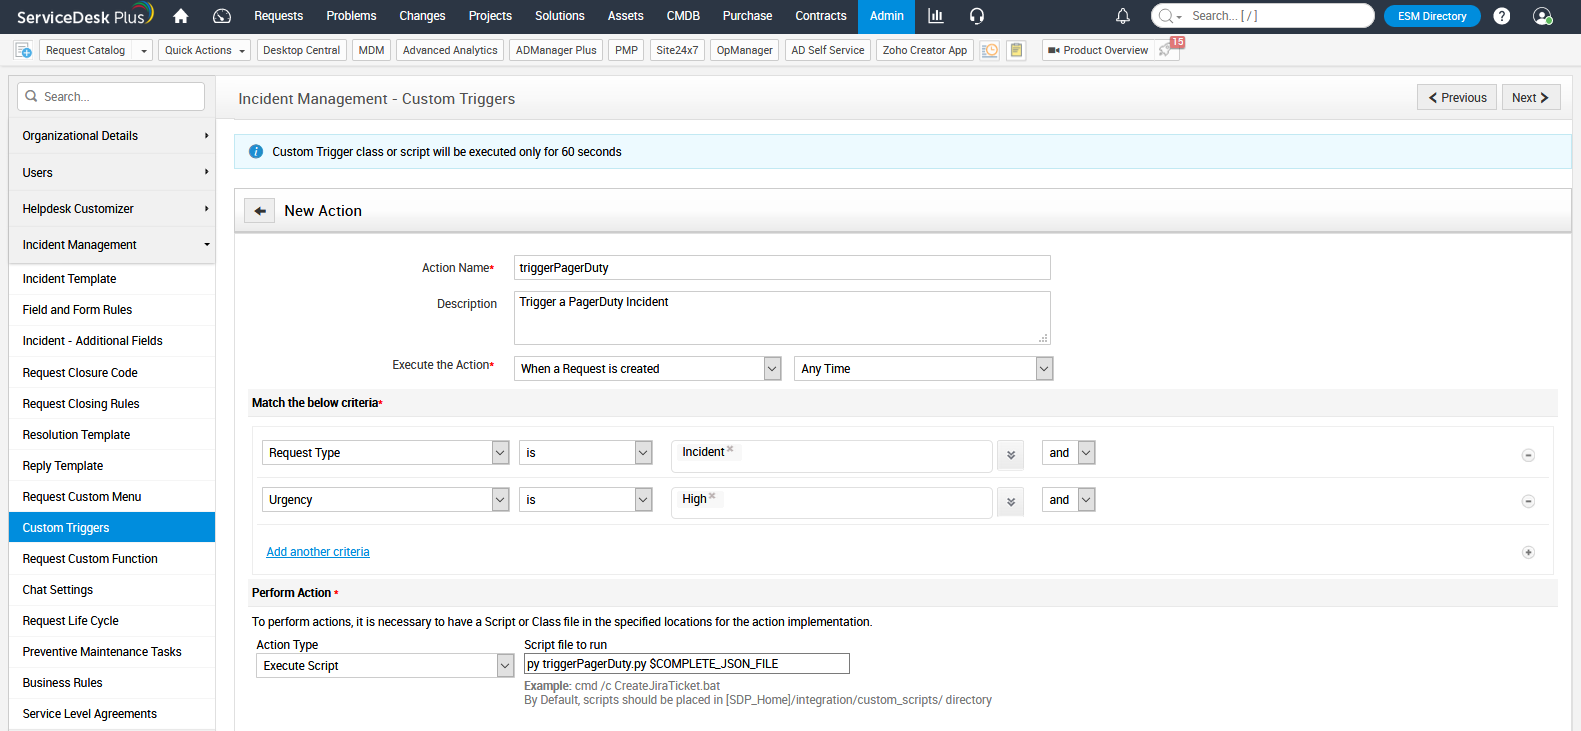 ServiceDesk Plus Requests Problems Changes Projects Solutions Assets CMDB Purchase Contracts Admin Search... [ / ] ESM Directory ?
Request Catalog Quick Actions Desktop Central MDM Advanced Analytics ADManager Plus PMP Site24x7 OpManager AD Self Service Zoho Creator App Product Overview 15
Search...
Organizational Details
Users
Helpdesk Customizer
Incident Management
Incident Template
Field and Form Rules
Incident - Additional Fields
Request Closure Code
Request Closing Rules
Resolution Template
Reply Template
Request Custom Menu
Custom Triggers
Request Custom Function
Chat Settings
Request Life Cycle
Preventive Maintenance Tasks
Business Rules
Service Level Agreements
Incident Management - Custom Triggers Previous Next
Custom Trigger class or script will be executed only for 60 seconds
New Action
Action Name* triggerPagerDuty
Description Trigger a PagerDuty Incident
Execute the Action* When a Request is created Any Time
Match the below criteria*
Request Type is Incident and
Urgency is High and
Add another criteria
Perform Action *
To perform actions, it is necessary to have a Script or Class file in the specified locations for the action implementation.
Action Type Script file to run
Execute Script py triggerPagerDuty.py $COMPLETE_JSON_FILE
Example: cmd /c CreateJiraTicket.bat
By Default, scripts should be placed in [SDP_Home]/integration/custom_scripts/ directory